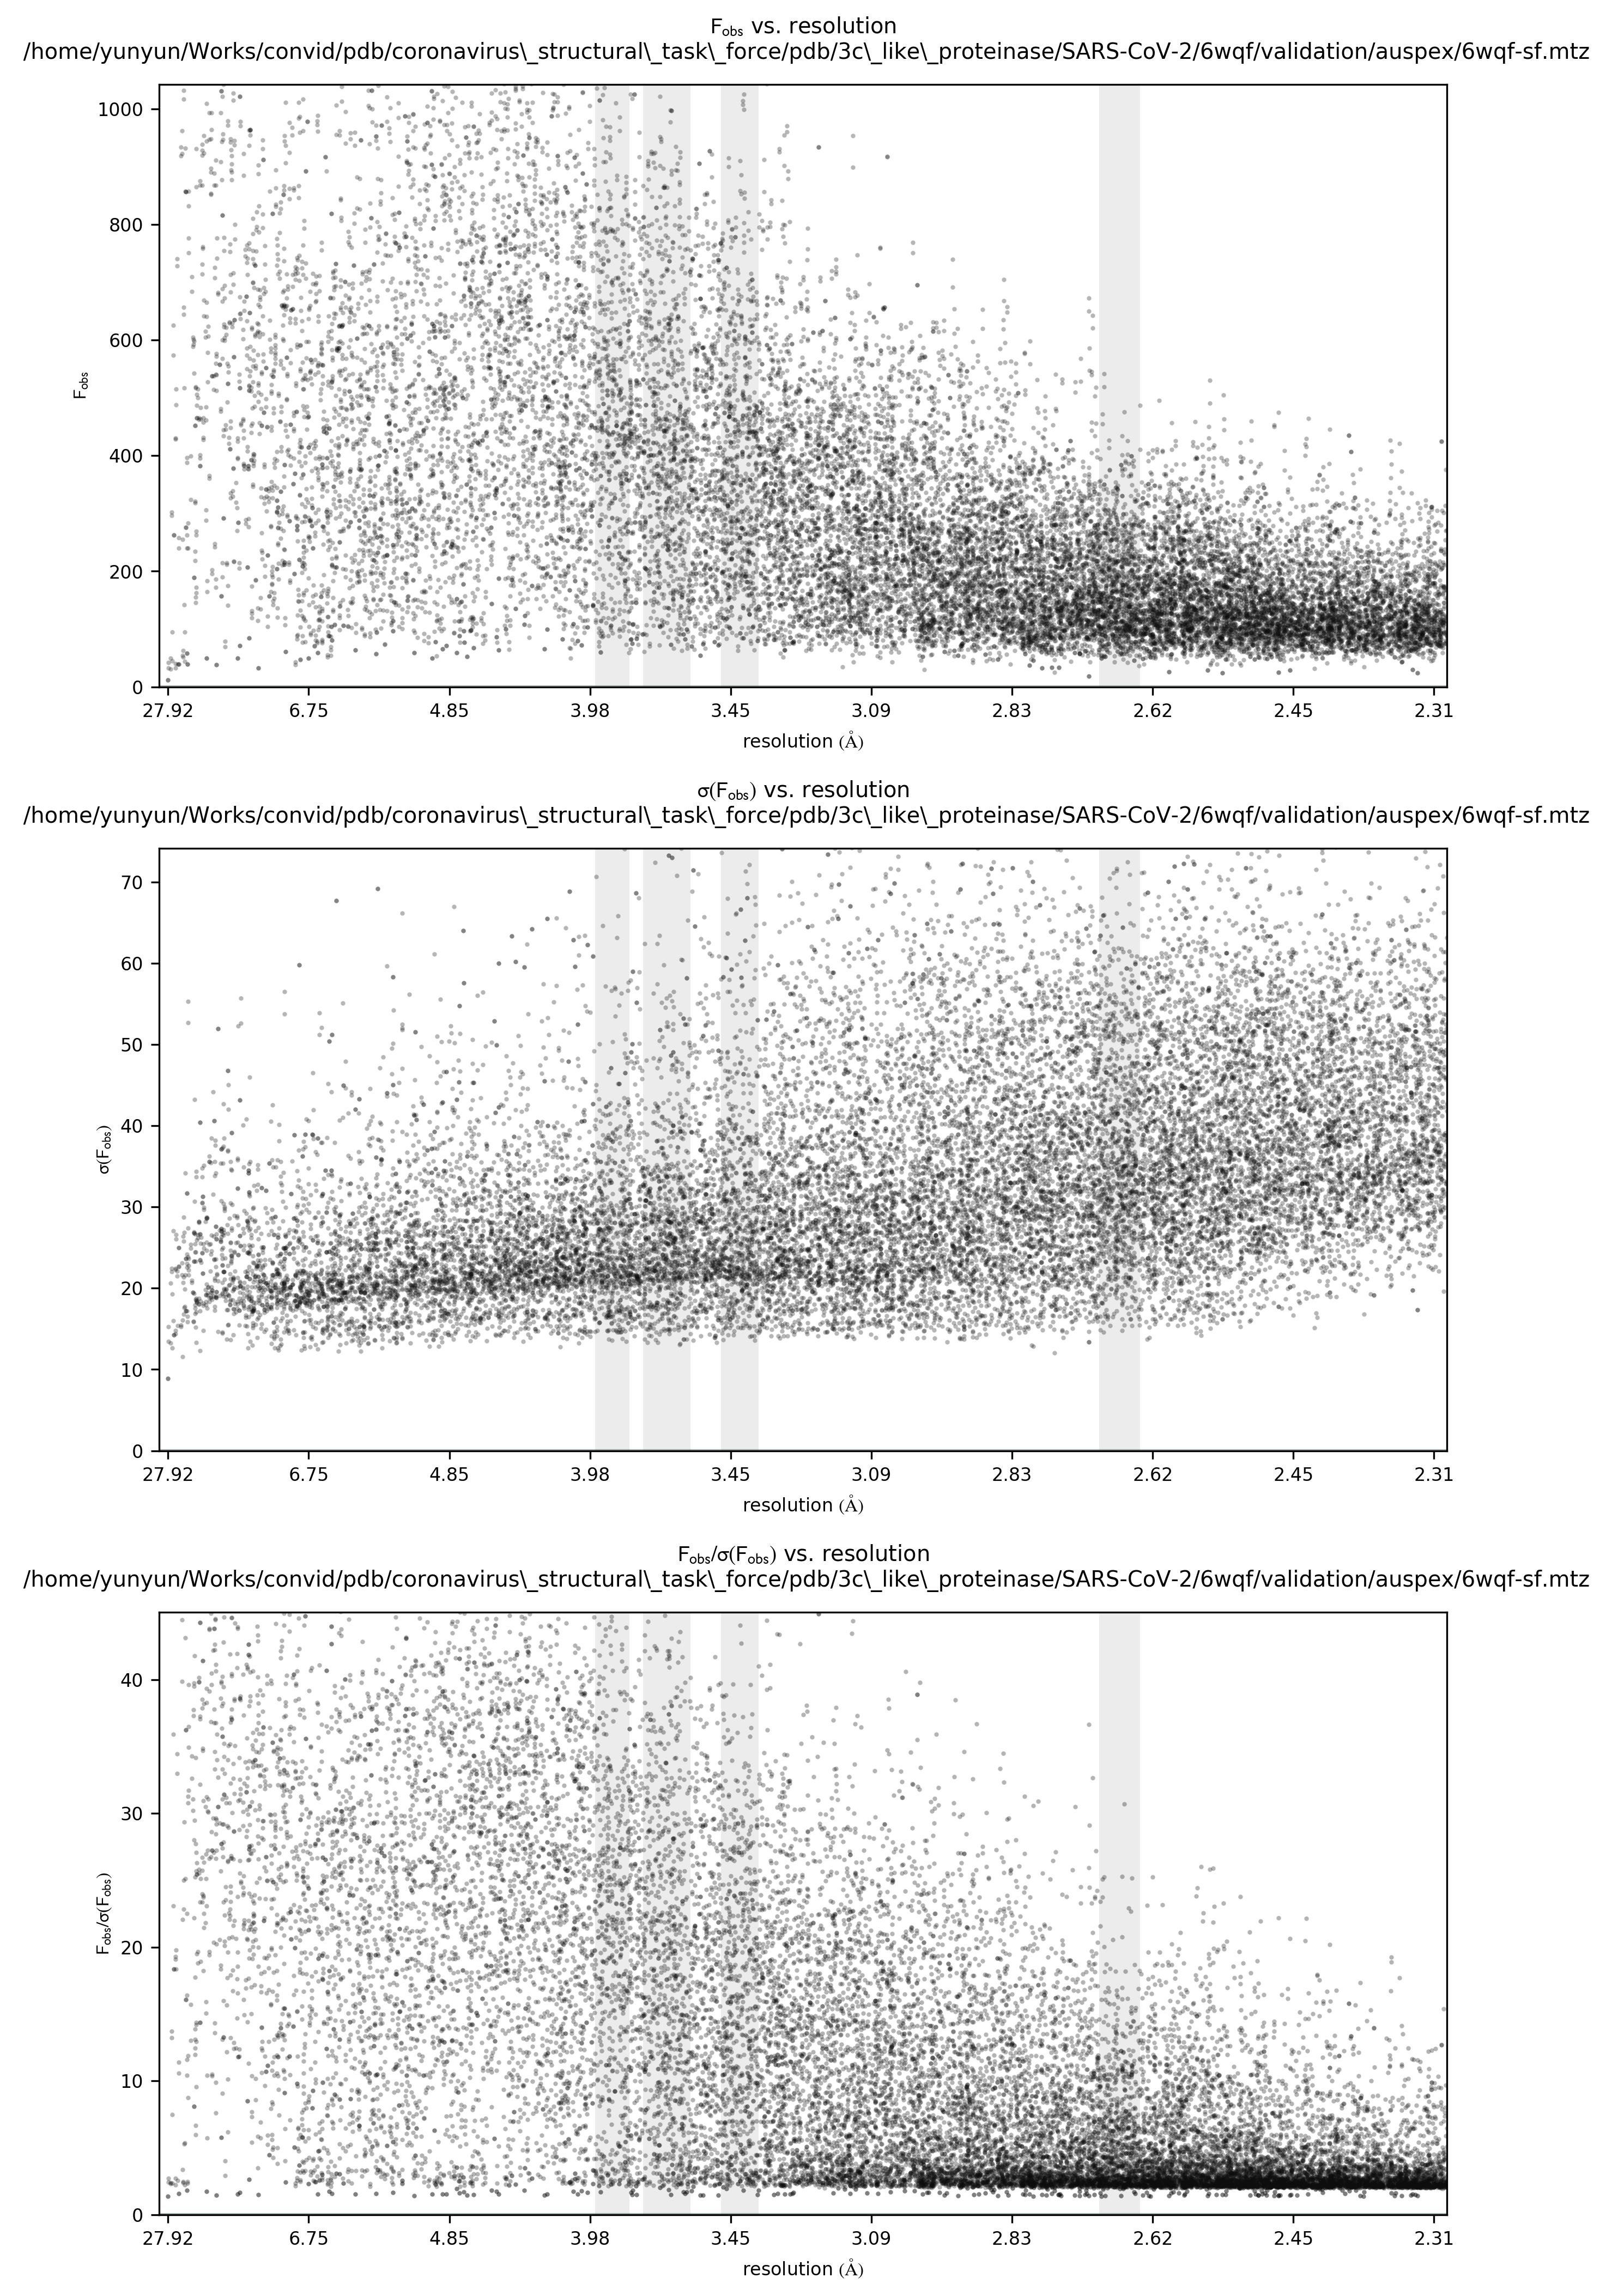 Fobs vs. resolution
/home/yunyun/Works/convid/pdb/coronavirus\_structural\_task\_force/pdb/3c\_like\_proteinase/SARS-CoV-2/6wqf/validation/auspex/6wqf-sf.mtz
1000
800
600
400
200
0
Fobs
27.92 6.75 4.85 3.98 3.45 3.09 2.83 2.62 2.45 2.31
resolution (Å)
σ(Fobs) vs. resolution
/home/yunyun/Works/convid/pdb/coronavirus\_structural\_task\_force/pdb/3c\_like\_proteinase/SARS-CoV-2/6wqf/validation/auspex/6wqf-sf.mtz
70
60
50
40
30
20
10
0
σ(Fobs)
27.92 6.75 4.85 3.98 3.45 3.09 2.83 2.62 2.45 2.31
resolution (Å)
Fobs/σ(Fobs) vs. resolution
/home/yunyun/Works/convid/pdb/coronavirus\_structural\_task\_force/pdb/3c\_like\_proteinase/SARS-CoV-2/6wqf/validation/auspex/6wqf-sf.mtz
40
30
20
10
0
Fobs/σ(Fobs)
27.92 6.75 4.85 3.98 3.45 3.09 2.83 2.62 2.45 2.31
resolution (Å)